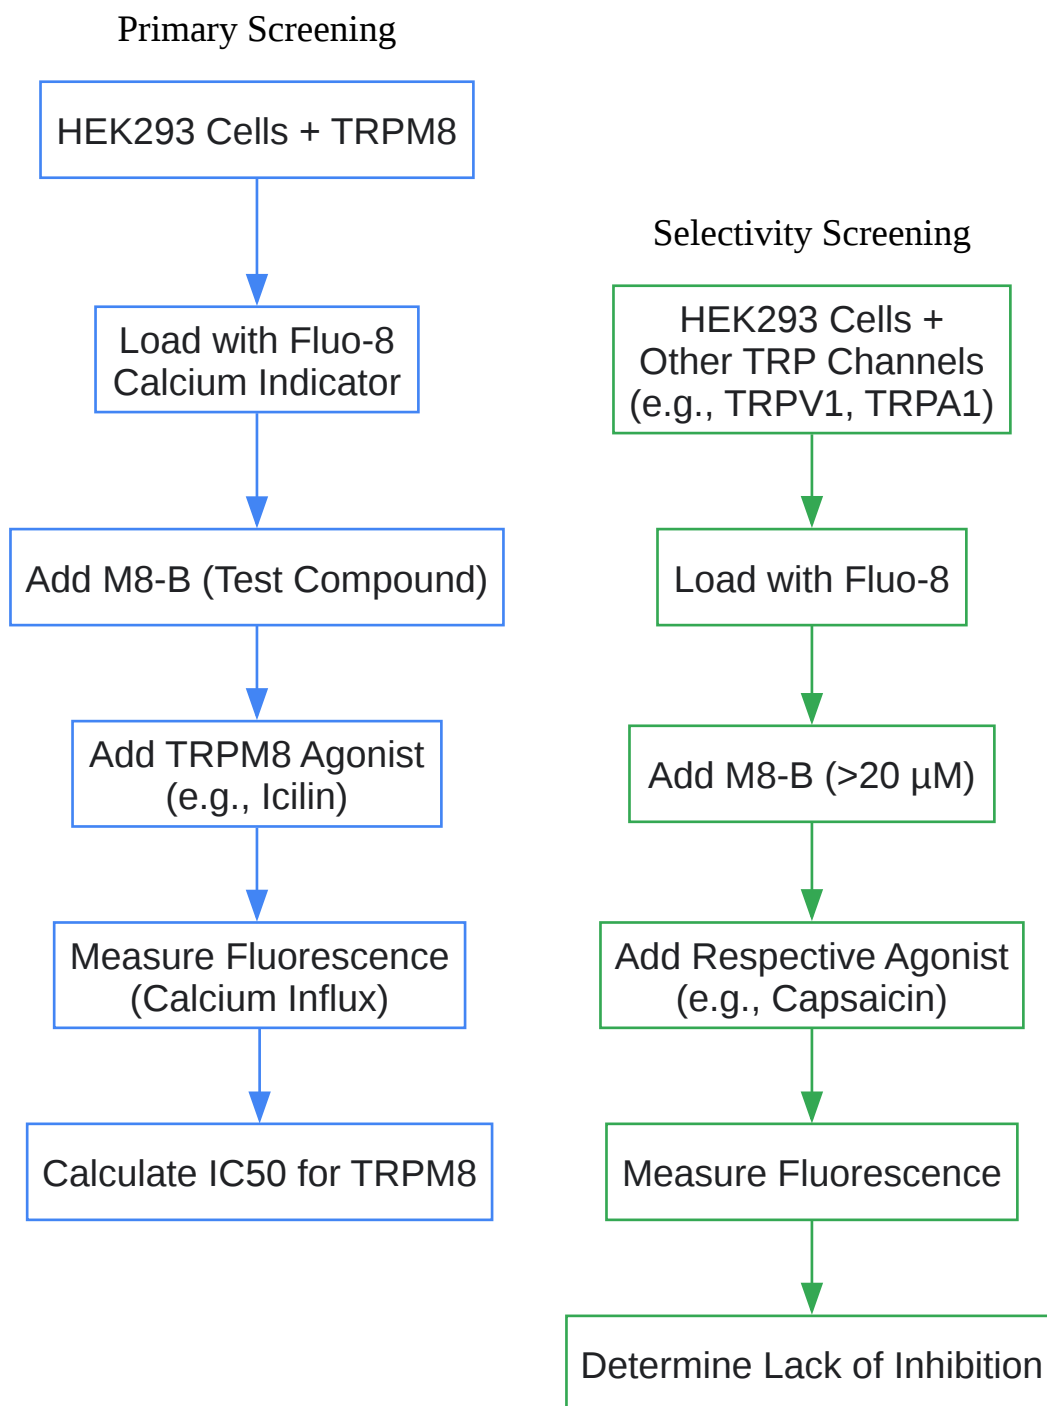 Primary Screening
HEK293 Cells + TRPM8
Load with Fluo-8
Calcium Indicator
Add M8-B (Test Compound)
Add TRPM8 Agonist
(e.g., Icilin)
Measure Fluorescence
(Calcium Influx)
Calculate IC50 for TRPM8
Selectivity Screening
HEK293 Cells +
Other TRP Channels
(e.g., TRPV1, TRPA1)
Load with Fluo-8
Add M8-B (>20 µM)
Add Respective Agonist
(e.g., Capsaicin)
Measure Fluorescence
Determine Lack of Inhibition